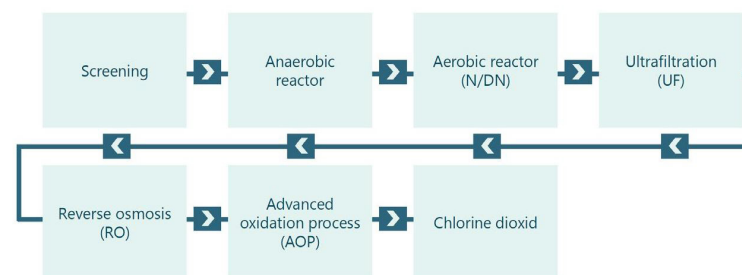 Screening
Anaerobic
reactor
Aerobic reactor
(N/DN)
Ultrafiltration
(UF)
Reverse osmosis
(RO)
Advanced
oxidation process
(AOP)
Chlorine dioxid